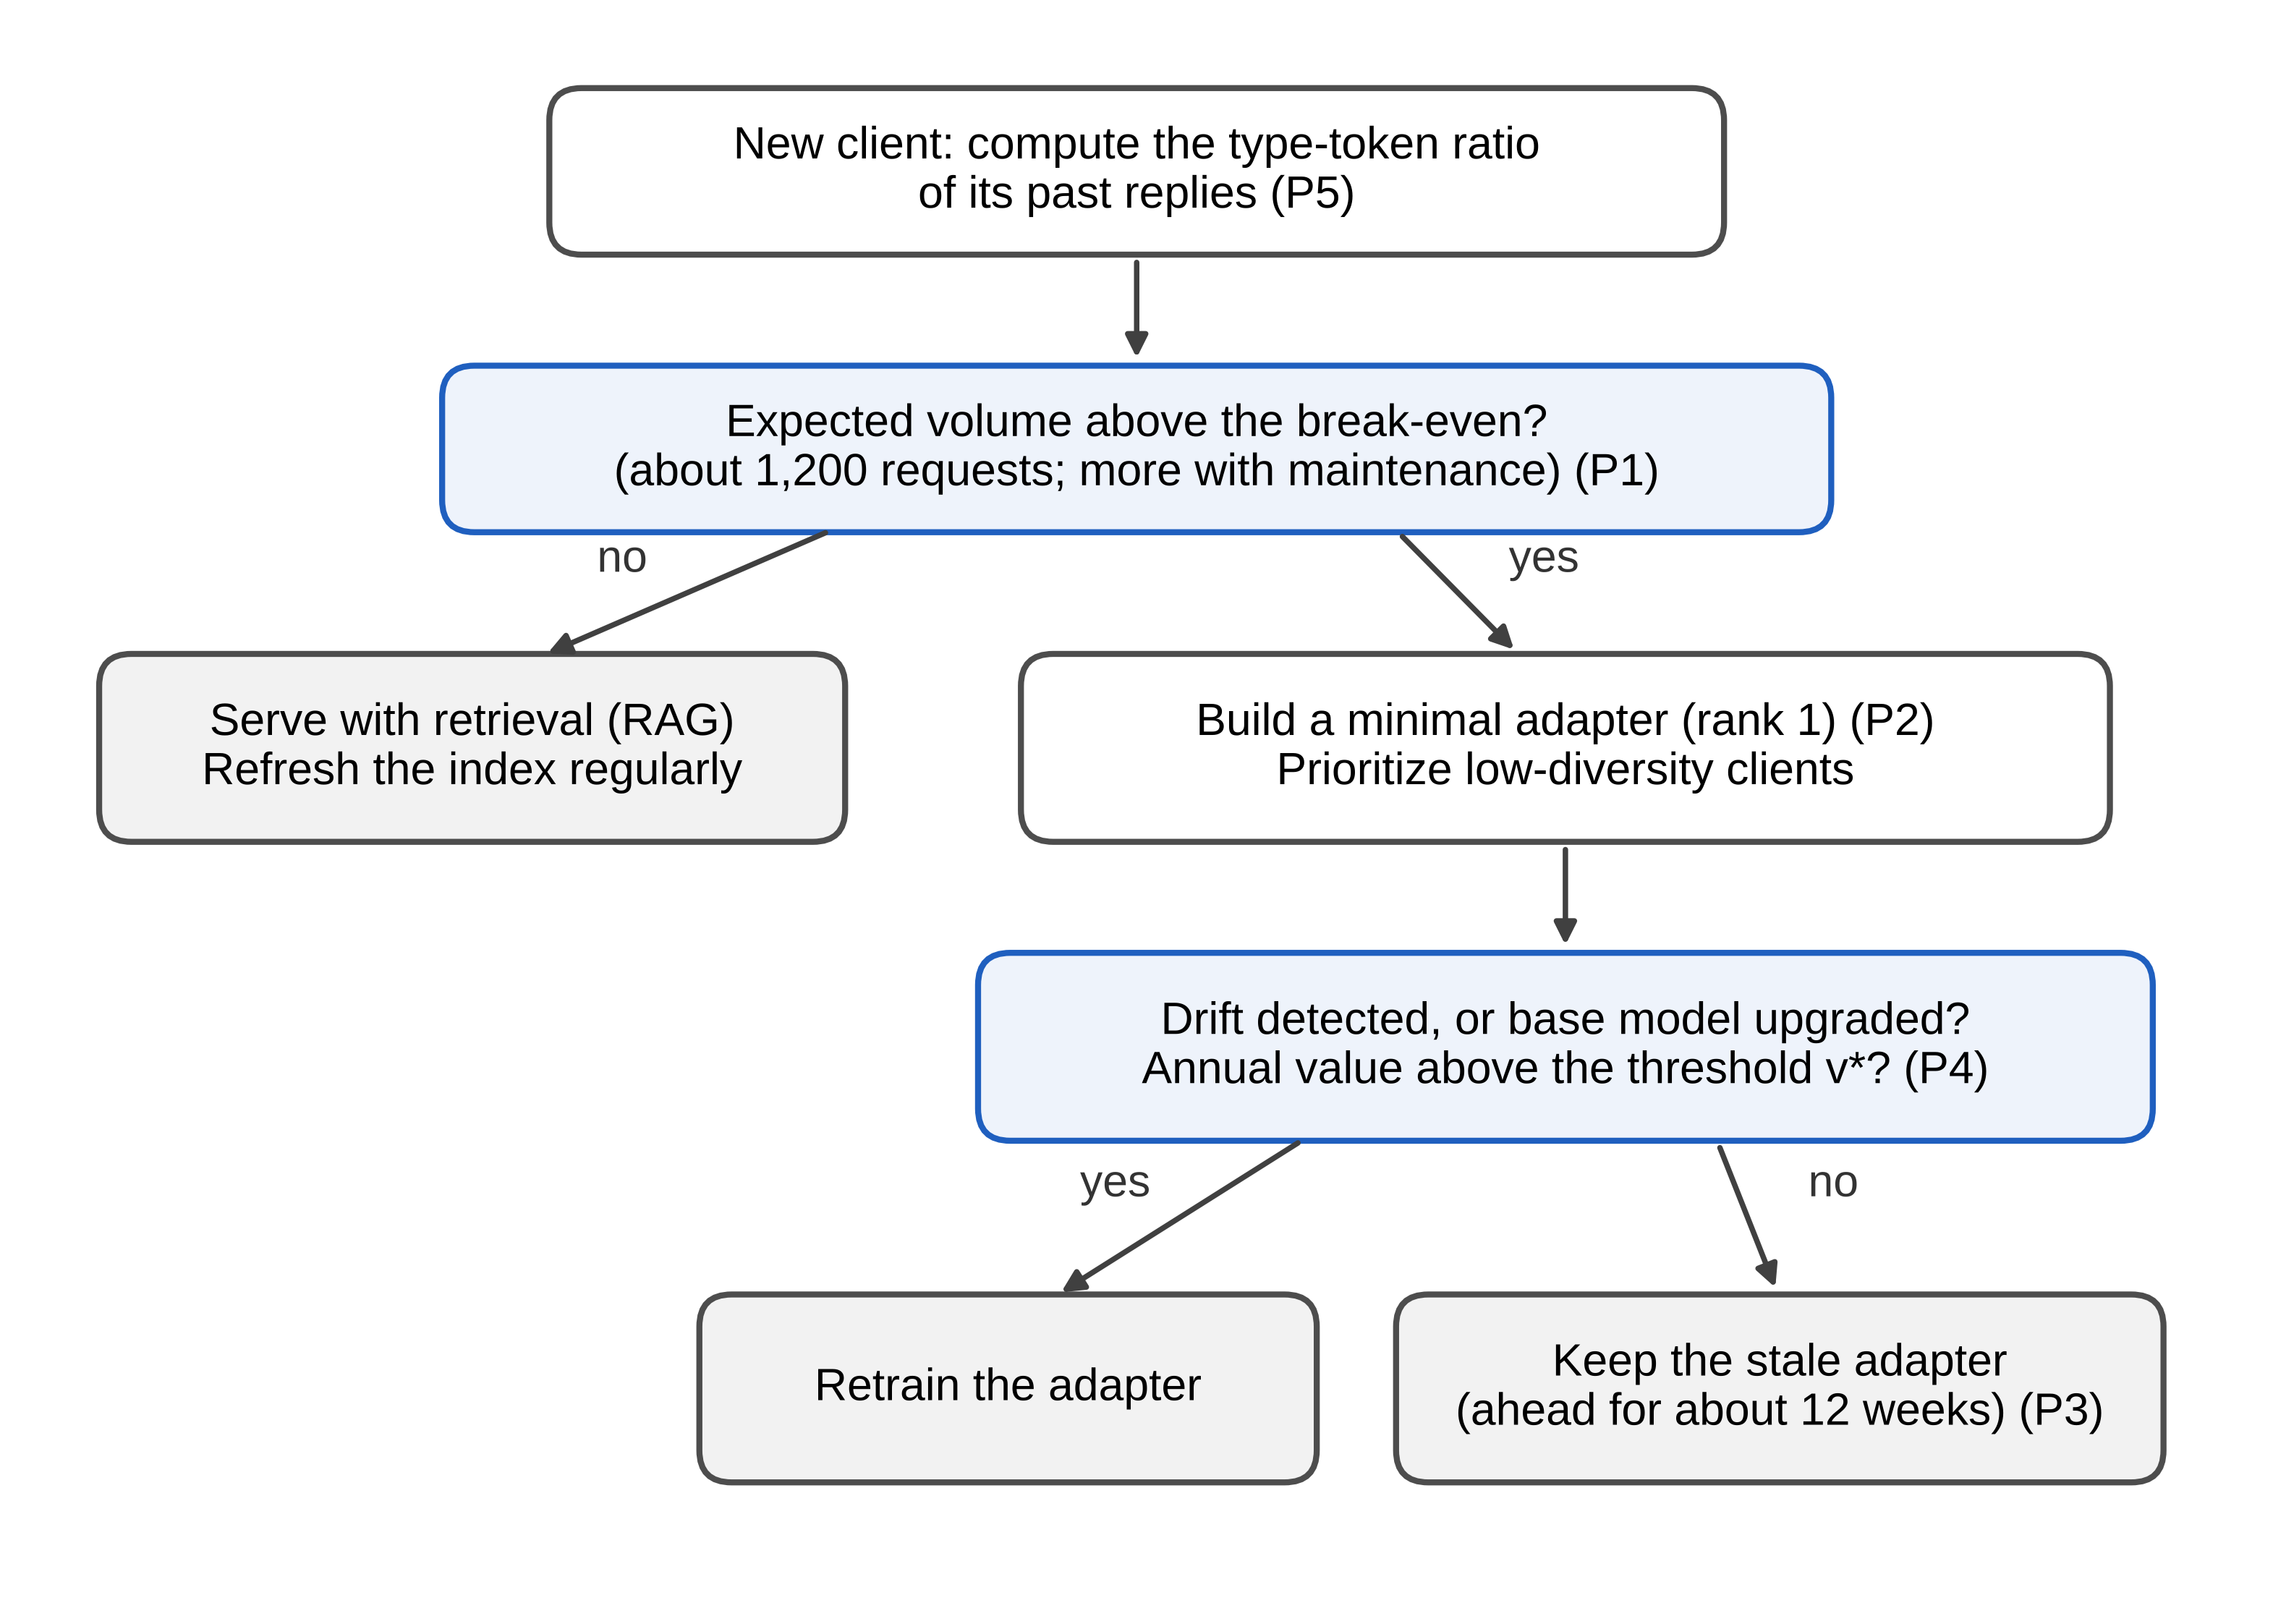 New client: compute the type-token ratio
of its past replies (P5)
Expected volume above the break-even?
(about 1,200 requests; more with maintenance) (P1)
no
yes
Serve with retrieval (RAG)
Refresh the index regularly
Build a minimal adapter (rank 1) (P2)
Prioritize low-diversity clients
Drift detected, or base model upgraded?
Annual value above the threshold v*? (P4)
yes
no
Retrain the adapter
Keep the stale adapter
(ahead for about 12 weeks) (P3)